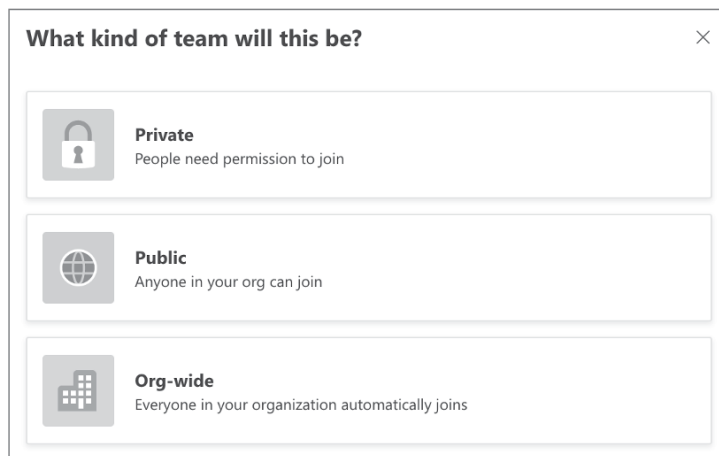 What kind of team will this be?
Private
People need permission to join
Public
Anyone in your org can join
Org-wide
Everyone in your organization automatically joins